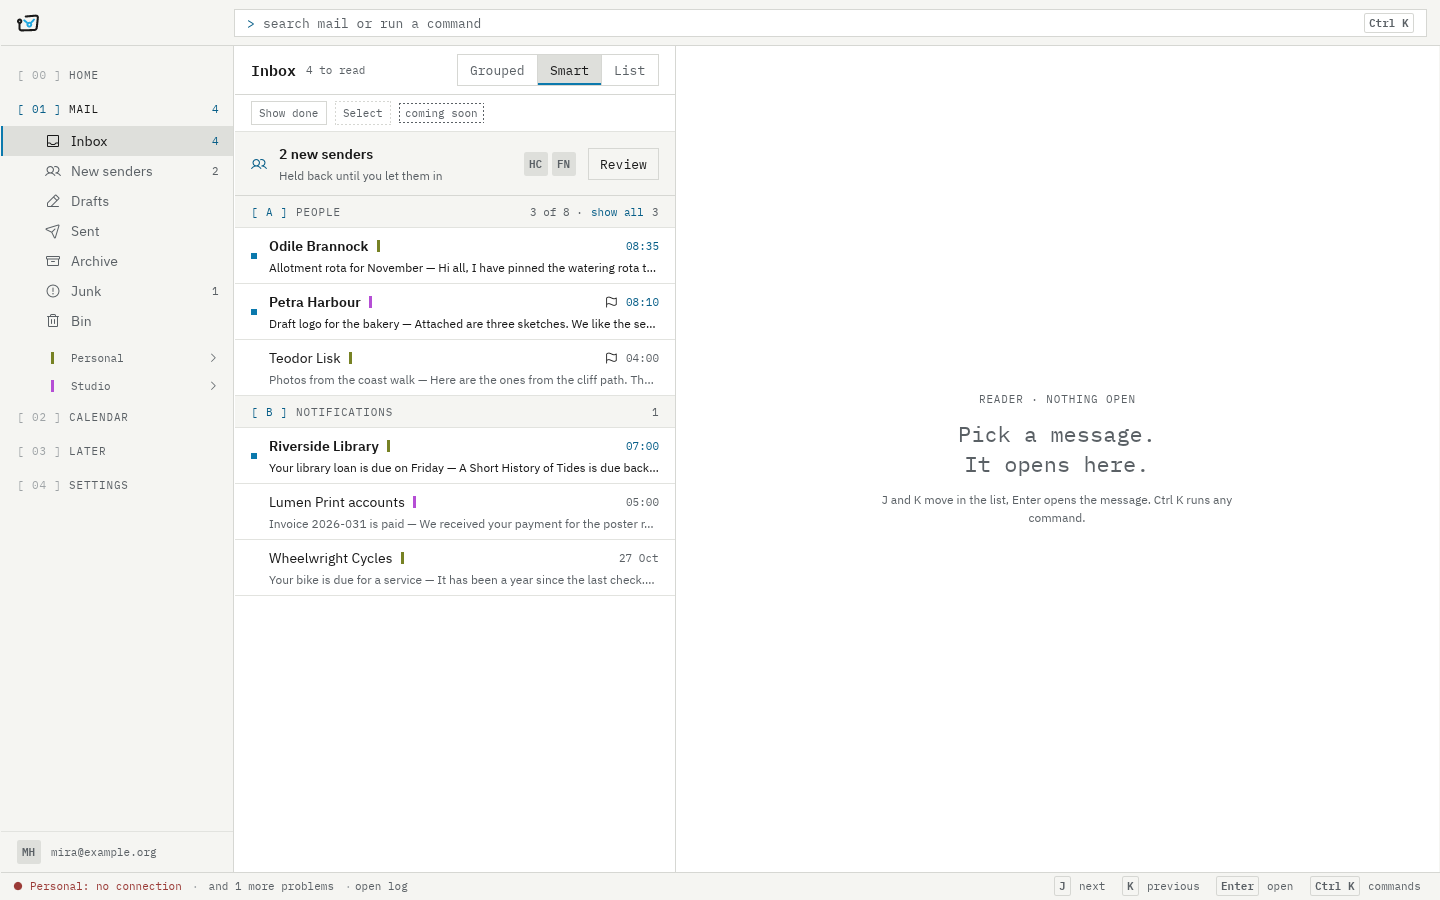 > search mail or run a command Ctrl K
[ 00 ] HOME
[ 01 ] MAIL 4
Inbox 4
New senders 2
Drafts
Sent
Archive
Junk 1
Bin
Personal
Studio
[ 02 ] CALENDAR
[ 03 ] LATER
[ 04 ] SETTINGS
MH mira@example.org
Inbox 4 to read Grouped Smart List
Show done Select coming soon
2 new senders
Held back until you let them in
HC FN Review
[ A ] PEOPLE 3 of 8 · show all 3
Odile Brannock 08:35
Allotment rota for November — Hi all, I have pinned the watering rota t...
Petra Harbour 08:10
Draft logo for the bakery — Attached are three sketches. We like the se...
Teodor Lisk 04:00
Photos from the coast walk — Here are the ones from the cliff path. Th...
[ B ] NOTIFICATIONS 1
Riverside Library 07:00
Your library loan is due on Friday — A Short History of Tides is due back...
Lumen Print accounts 05:00
Invoice 2026-031 is paid — We received your payment for the poster r...
Wheelwright Cycles 27 Oct
Your bike is due for a service — It has been a year since the last check....
READER · NOTHING OPEN
Pick a message.
It opens here.
J and K move in the list, Enter opens the message. Ctrl K runs any
command.
Personal: no connection · and 1 more problems · open log
J next K previous Enter open Ctrl K commands